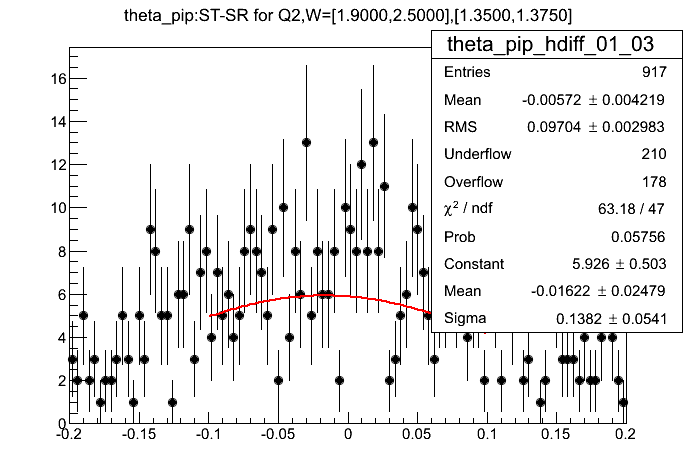 theta_pip:ST-SR for Q2,W=[1.9000,2.5000],[1.3500,1.3750]
theta_pip_hdiff_01_03
Entries 917
Mean -0.00572 ± 0.004219
RMS 0.09704 ± 0.002983
Underflow 210
Overflow 178
χ² / ndf 63.18 / 47
Prob 0.05756
Constant 5.926 ± 0.503
Mean -0.01622 ± 0.02479
Sigma 0.1382 ± 0.0541
16
14
12
10
8
6
4
2
0
-0.2 -0.15 -0.1 -0.05 0 0.05 0.1 0.15 0.2